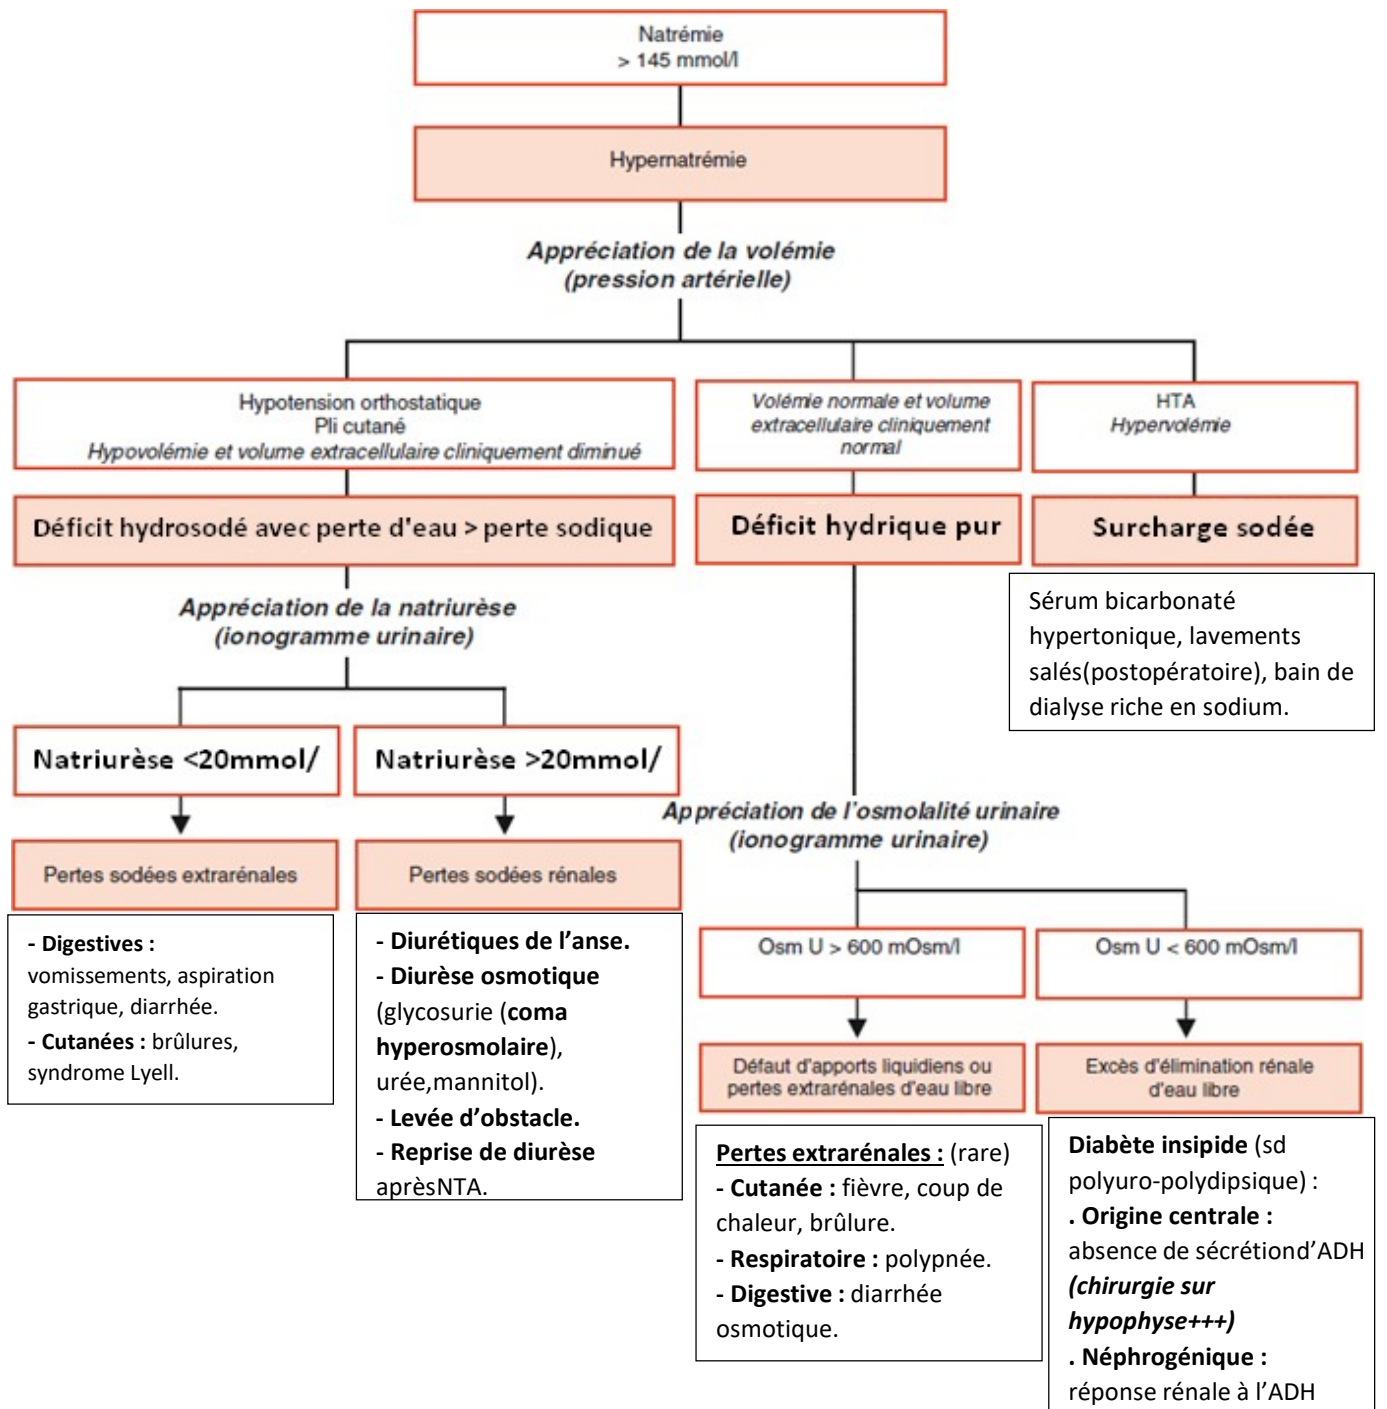 Natrémie
> 145 mmol/l
Hypernatrémie
Appréciation de la volémie
(pression artérielle)
Hypotension orthostatique
Pli cutané
Hypovolémie et volume extracellulaire cliniquement diminué
Volémie normale et volume
extracellulaire cliniquement
normal
HTA
Hypervolémie
Déficit hydrosodé avec perte d'eau > perte sodique
Déficit hydrique pur
Surcharge sodée
Sérum bicarbonaté
hypertonique, lavements
salés(postopératoire), bain de
dialyse riche en sodium.
Appréciation de la natriurèse
(ionogramme urinaire)
Natriurèse <20mmol/
Natriurèse >20mmol/
Pertes sodées extrarénales
Pertes sodées rénales
- Digestives :
vomissements, aspiration
gastrique, diarrhée.
- Cutanées : brûlures,
syndrome Lyell.
- Diurétiques de l’anse.
- Diurèse osmotique
(glycosurie (coma
hyperosmolaire),
urée,mannitol).
- Levée d’obstacle.
- Reprise de diurèse
aprèsNTA.
Appréciation de l'osmolalité urinaire
(ionogramme urinaire)
Osm U > 600 mOsm/l
Osm U < 600 mOsm/l
Défaut d'apports liquidiens ou
pertes extrarénales d'eau libre
Excès d'élimination rénale
d'eau libre
Pertes extrarénales : (rare)
- Cutanée : fièvre, coup de
chaleur, brûlure.
- Respiratoire : polypnée.
- Digestive : diarrhée
osmotique.
Diabète insipide (sd
polyuro-polydipsique) :
. Origine centrale :
absence de sécrétiond’ADH
(chirurgie sur
hypophyse+++)
. Néphrogénique :
réponse rénale à l’ADH